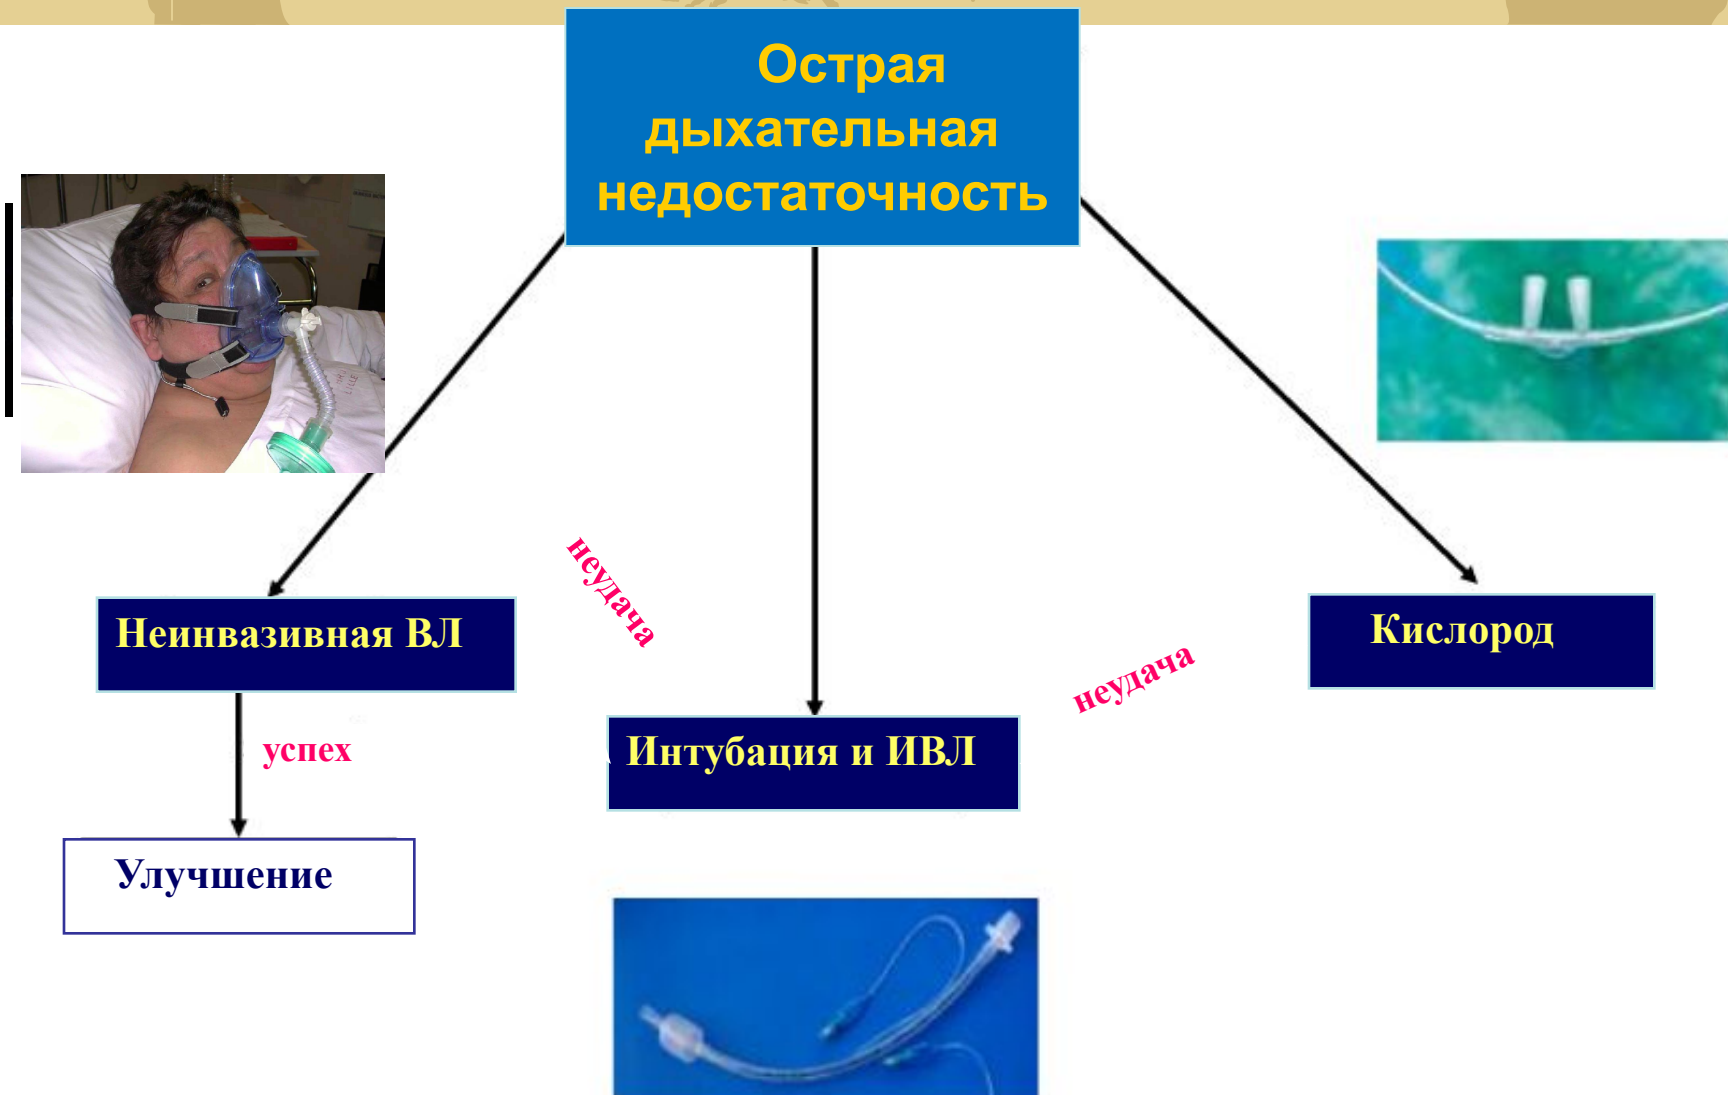 Острая
дыхательная
недостаточность
неудача
Неинвазивная ВЛ
Кислород
неудача
успех
Интубация и ИВЛ
Улучшение